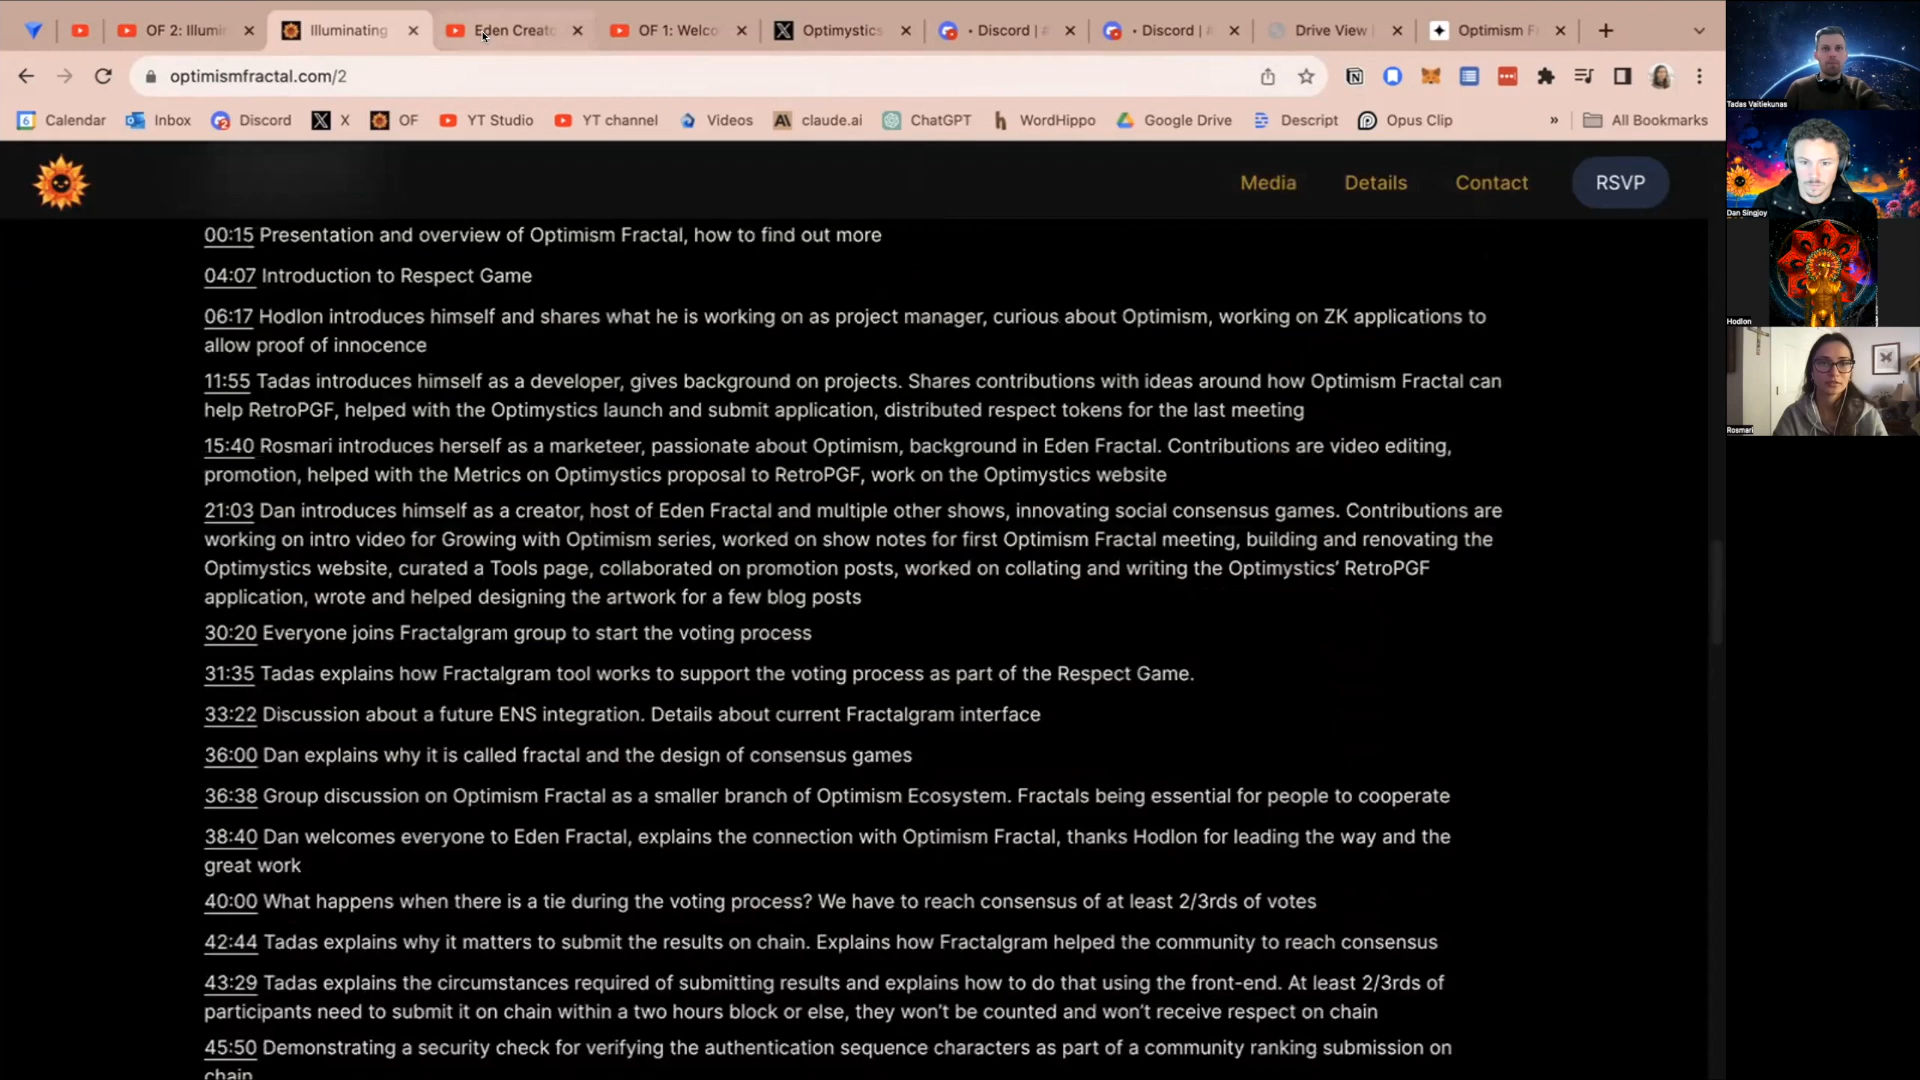 OF 2: Illumin
Illuminating
Eden Creato
OF 1: Welco
Optimystics
· Discord | #
· Discord | #
Drive View
Optimism F
optimismfractal.com/2
Calendar
Inbox
Discord
X
OF
YT Studio
YT channel
Videos
claude.ai
ChatGPT
WordHippo
Google Drive
Descript
Opus Clip
»
All Bookmarks
Media
Details
Contact
RSVP
00:15 Presentation and overview of Optimism Fractal, how to find out more
04:07 Introduction to Respect Game
06:17 Hodlon introduces himself and shares what he is working on as project manager, curious about Optimism, working on ZK applications to
allow proof of innocence
11:55 Tadas introduces himself as a developer, gives background on projects. Shares contributions with ideas around how Optimism Fractal can
help RetroPGF, helped with the Optimystics launch and submit application, distributed respect tokens for the last meeting
15:40 Rosmari introduces herself as a marketeer, passionate about Optimism, background in Eden Fractal. Contributions are video editing,
promotion, helped with the Metrics on Optimystics proposal to RetroPGF, work on the Optimystics website
21:03 Dan introduces himself as a creator, host of Eden Fractal and multiple other shows, innovating social consensus games. Contributions are
working on intro video for Growing with Optimism series, worked on show notes for first Optimism Fractal meeting, building and renovating the
Optimystics website, curated a Tools page, collaborated on promotion posts, worked on collating and writing the Optimystics’ RetroPGF
application, wrote and helped designing the artwork for a few blog posts
30:20 Everyone joins Fractalgram group to start the voting process
31:35 Tadas explains how Fractalgram tool works to support the voting process as part of the Respect Game.
33:22 Discussion about a future ENS integration. Details about current Fractalgram interface
36:00 Dan explains why it is called fractal and the design of consensus games
36:38 Group discussion on Optimism Fractal as a smaller branch of Optimism Ecosystem. Fractals being essential for people to cooperate
38:40 Dan welcomes everyone to Eden Fractal, explains the connection with Optimism Fractal, thanks Hodlon for leading the way and the
great work
40:00 What happens when there is a tie during the voting process? We have to reach consensus of at least 2/3rds of votes
42:44 Tadas explains why it matters to submit the results on chain. Explains how Fractalgram helped the community to reach consensus
43:29 Tadas explains the circumstances required of submitting results and explains how to do that using the front-end. At least 2/3rds of
participants need to submit it on chain within a two hours block or else, they won’t be counted and won’t receive respect on chain
45:50 Demonstrating a security check for verifying the authentication sequence characters as part of a community ranking submission on
chain
Tadas Vaitiekunas
Dan Singjoy
Hodlon
Rosmari